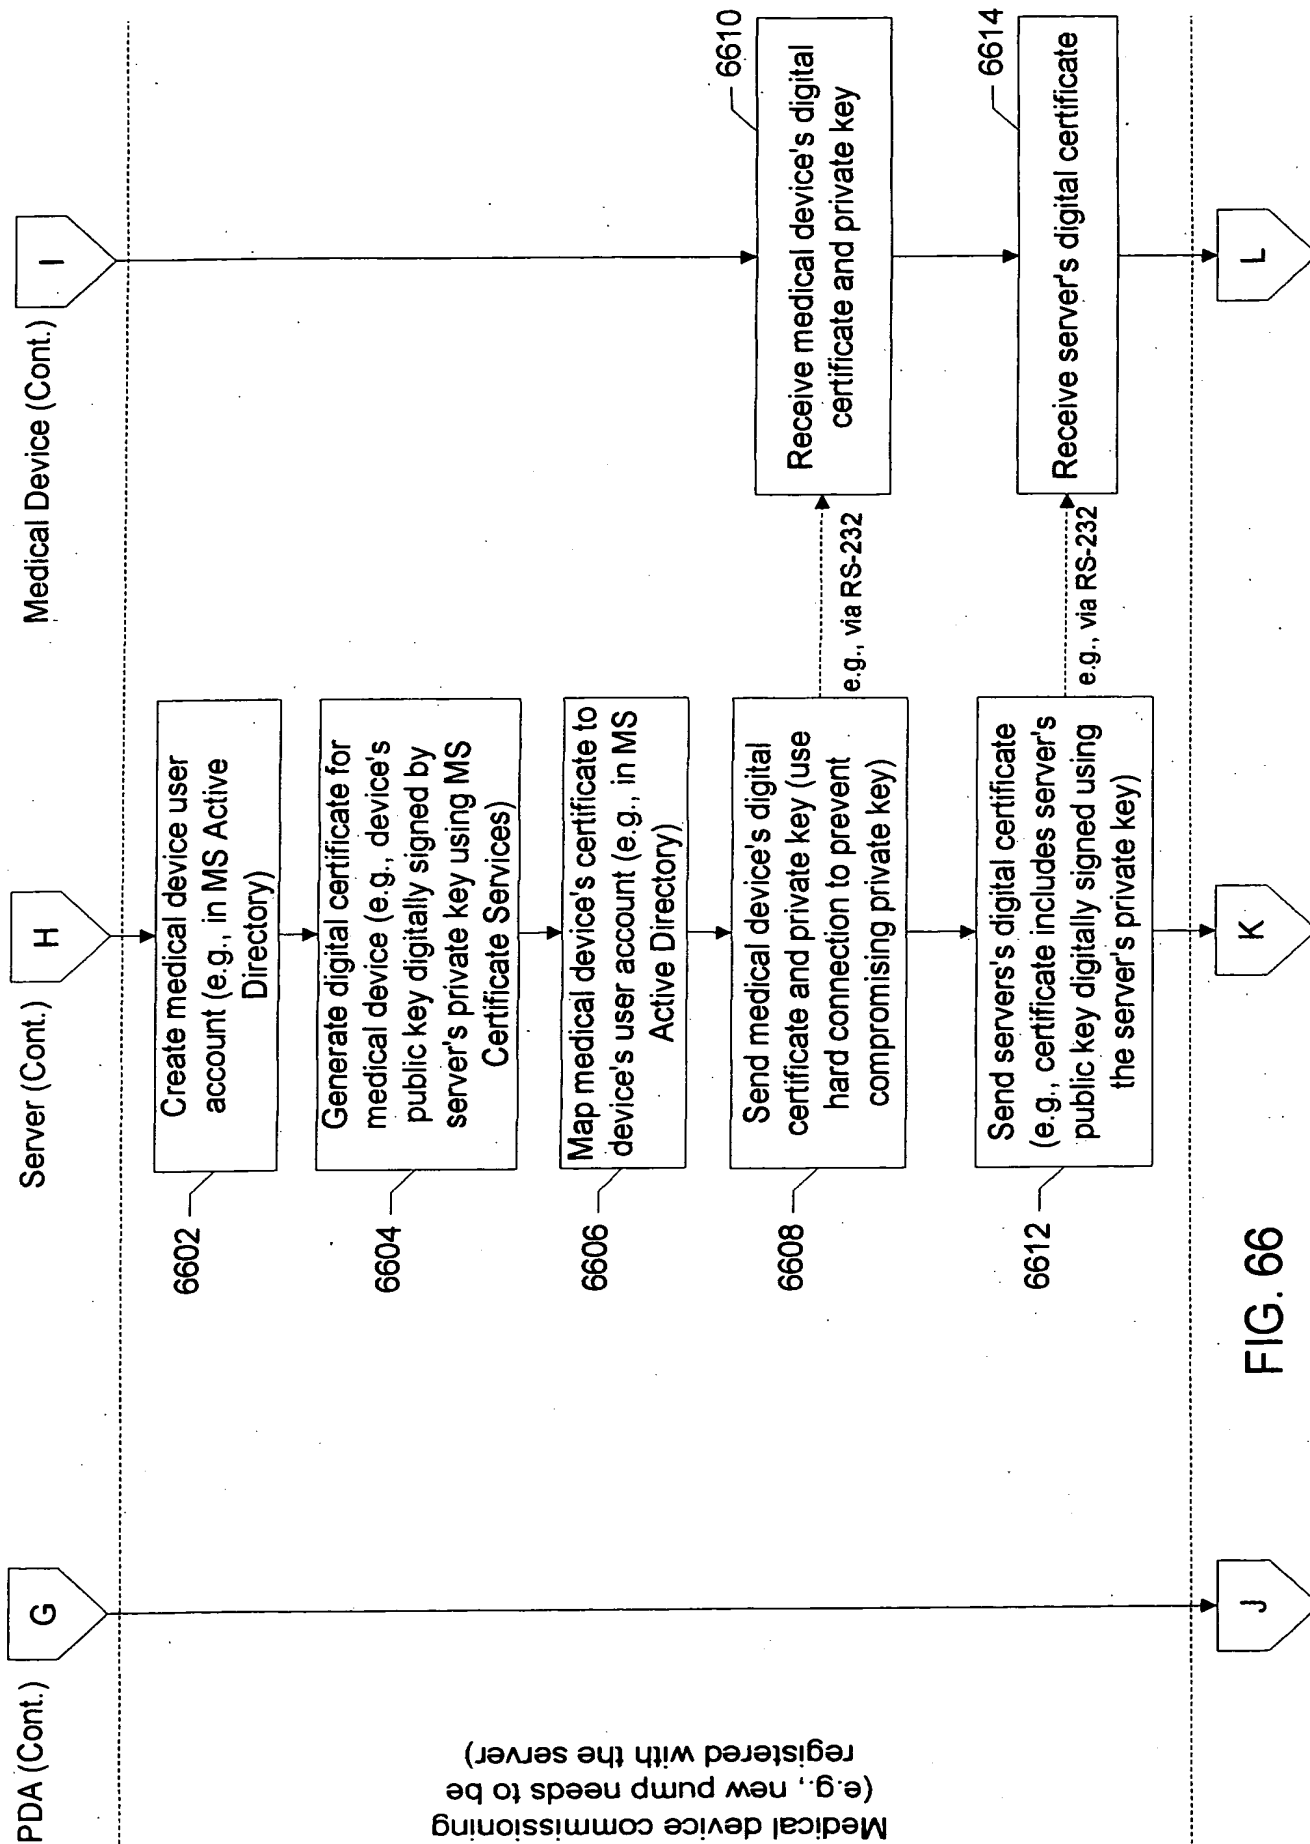 PDA (Cont.)
G
Server (Cont.)
H
Medical Device (Cont.)
I
Medical device commissioning
(e.g., new pump needs to be
registered with the server)
6602
Create medical device user
account (e.g., in MS Active
Directory)
6604
Generate digital certificate for
medical device (e.g., device's
public key digitally signed by
server's private key using MS
Certificate Services)
6606
Map medical device's certificate to
device's user account (e.g., in MS
Active Directory)
6608
Send medical device's digital
certificate and private key (use
hard connection to prevent
compromising private key)
e.g., via RS-232
6610
Receive medical device's digital
certificate and private key
6612
Send servers's digital certificate
(e.g., certificate includes server's
public key digitally signed using
the server's private key)
e.g., via RS-232
6614
Receive server's digital certificate
J
K
L
FIG. 66